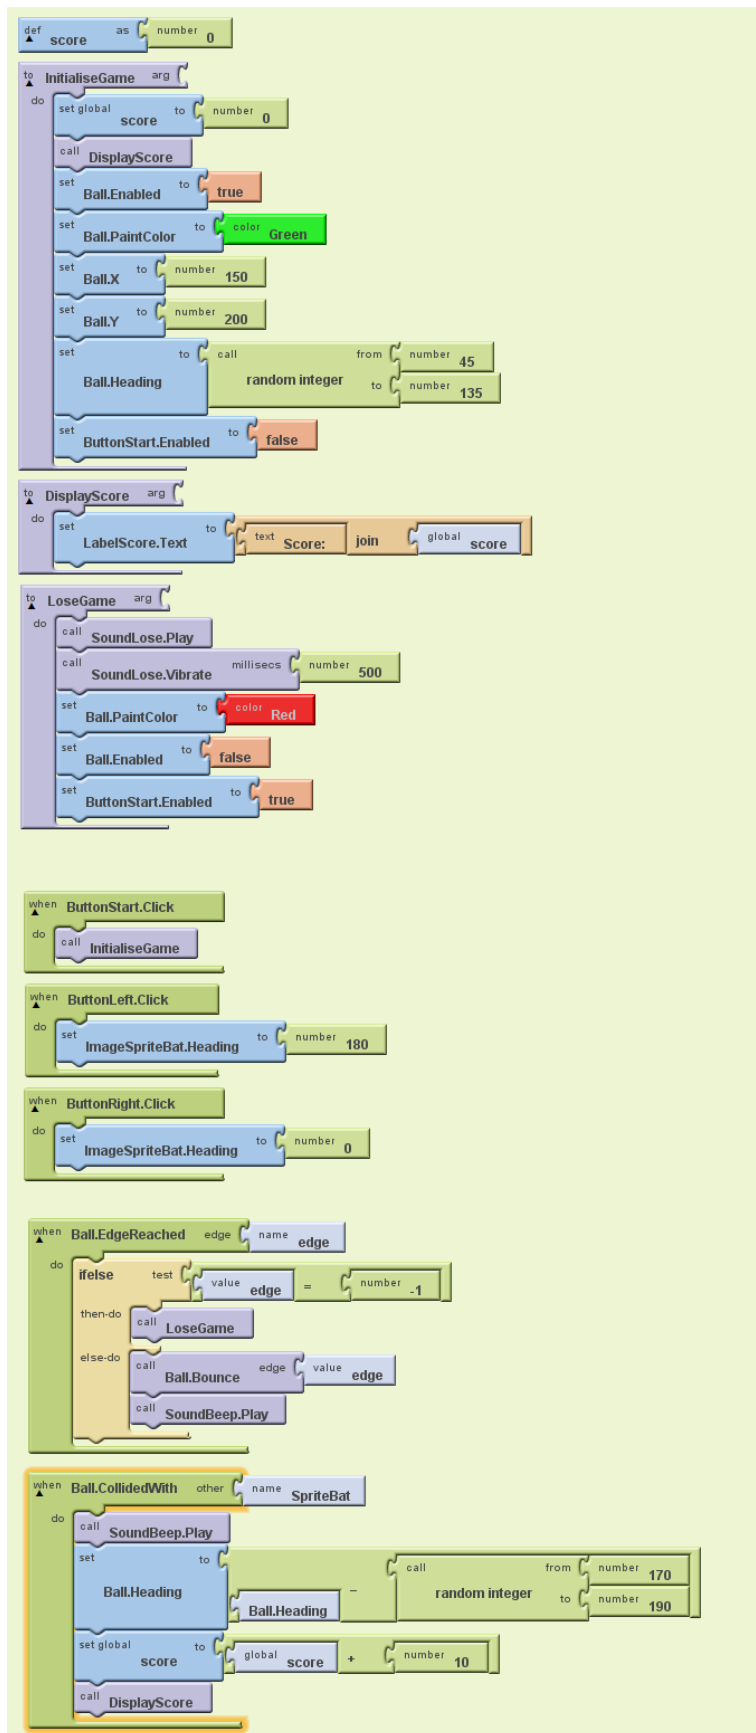 def score as number 0
to InitialiseGame arg
do set global score to number 0
call DisplayScore
set Ball.Enabled to true
set Ball.PaintColor to color Green
set Ball.X to number 150
set Ball.Y to number 200
set Ball.Heading to call random integer from number 45
to number 135
set ButtonStart.Enabled to false
to DisplayScore arg
do set LabelScore.Text to text Score: join global score
to LoseGame arg
do call SoundLose.Play
call SoundLose.Vibrate millisecs number 500
set Ball.PaintColor to color Red
set Ball.Enabled to false
set ButtonStart.Enabled to true
when ButtonStart.Click
do call InitialiseGame
when ButtonLeft.Click
do set ImageSpriteBat.Heading to number 180
when ButtonRight.Click
do set ImageSpriteBat.Heading to number 0
when Ball.EdgeReached edge name edge
do ifelse test value edge = number -1
then-do call LoseGame
else-do call Ball.Bounce edge value edge
call SoundBeep.Play
when Ball.CollidedWith other name SpriteBat
do call SoundBeep.Play
set Ball.Heading to Ball.Heading - call random integer from number 170
to number 190
set global score to global score + number 10
call DisplayScore